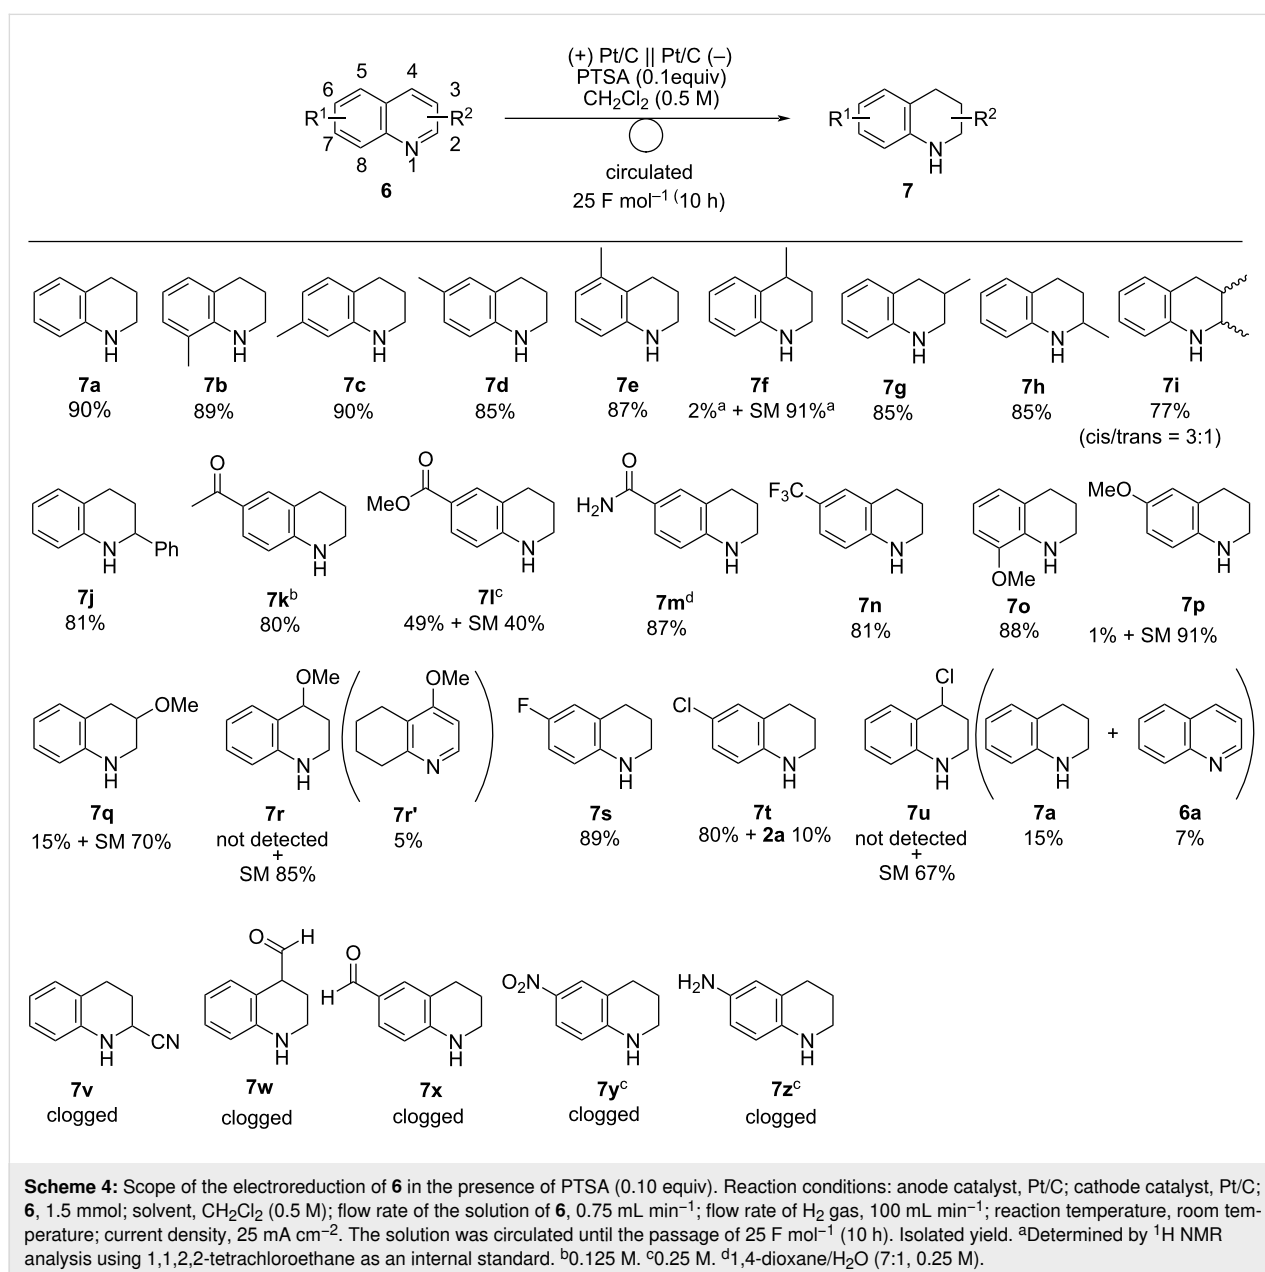 (+) Pt/C || Pt/C (–)
PTSA (0.1equiv)
CH₂Cl₂ (0.5 M)
circulated
25 F mol⁻¹ (10 h)
5 4
6 3
R¹ R²
7 2
8 N
1
6
R¹ R²
N
H
7
N N N N N N N N N
H H H H H H H H H
7a 7b 7c 7d 7e 7f 7g 7h 7i
90% 89% 90% 85% 87% 2%ᵃ + SM 91%ᵃ 85% 85% 77%
(cis/trans = 3:1)
O O O
MeO H₂N F₃C MeO
N Ph N N N N N N
H H H H H H H
OMe
7j 7kᵇ 7lᶜ 7mᵈ 7n 7o 7p
81% 80% 49% + SM 40% 87% 81% 88% 1% + SM 91%
OMe OMe OMe F Cl Cl
+
N N N N N N N N
H H H H H H
7q 7r 7r' 7s 7t 7u 7a 6a
15% + SM 70% not detected 5% 89% 80% + 2a 10% not detected 15% 7%
+ +
SM 85% SM 67%
O H O
H O₂N H₂N
N CN N N N N
H H H H H
7v 7w 7x 7yᶜ 7zᶜ
clogged clogged clogged clogged clogged
Scheme 4: Scope of the electroreduction of 6 in the presence of PTSA (0.10 equiv). Reaction conditions: anode catalyst, Pt/C; cathode catalyst, Pt/C;
6, 1.5 mmol; solvent, CH₂Cl₂ (0.5 M); flow rate of the solution of 6, 0.75 mL min⁻¹; flow rate of H₂ gas, 100 mL min⁻¹; reaction temperature, room tem-
perature; current density, 25 mA cm⁻². The solution was circulated until the passage of 25 F mol⁻¹ (10 h). Isolated yield. ᵃDetermined by ¹H NMR
analysis using 1,1,2,2-tetrachloroethane as an internal standard. ᵇ0.125 M. ᶜ0.25 M. ᵈ1,4-dioxane/H₂O (7:1, 0.25 M).